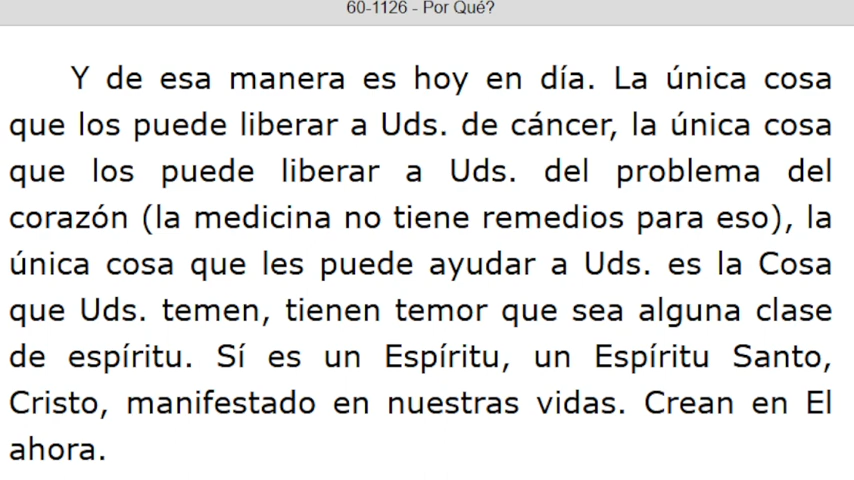 60-1126 - Por Qué?
Y de esa manera es hoy en día. La única cosa
que los puede liberar a Uds. de cáncer, la única cosa
que los puede liberar a Uds. del problema del
corazón (la medicina no tiene remedios para eso), la
única cosa que les puede ayudar a Uds. es la Cosa
que Uds. temen, tienen temor que sea alguna clase
de espíritu. Sí es un Espíritu, un Espíritu Santo,
Cristo, manifestado en nuestras vidas. Crean en El
ahora.